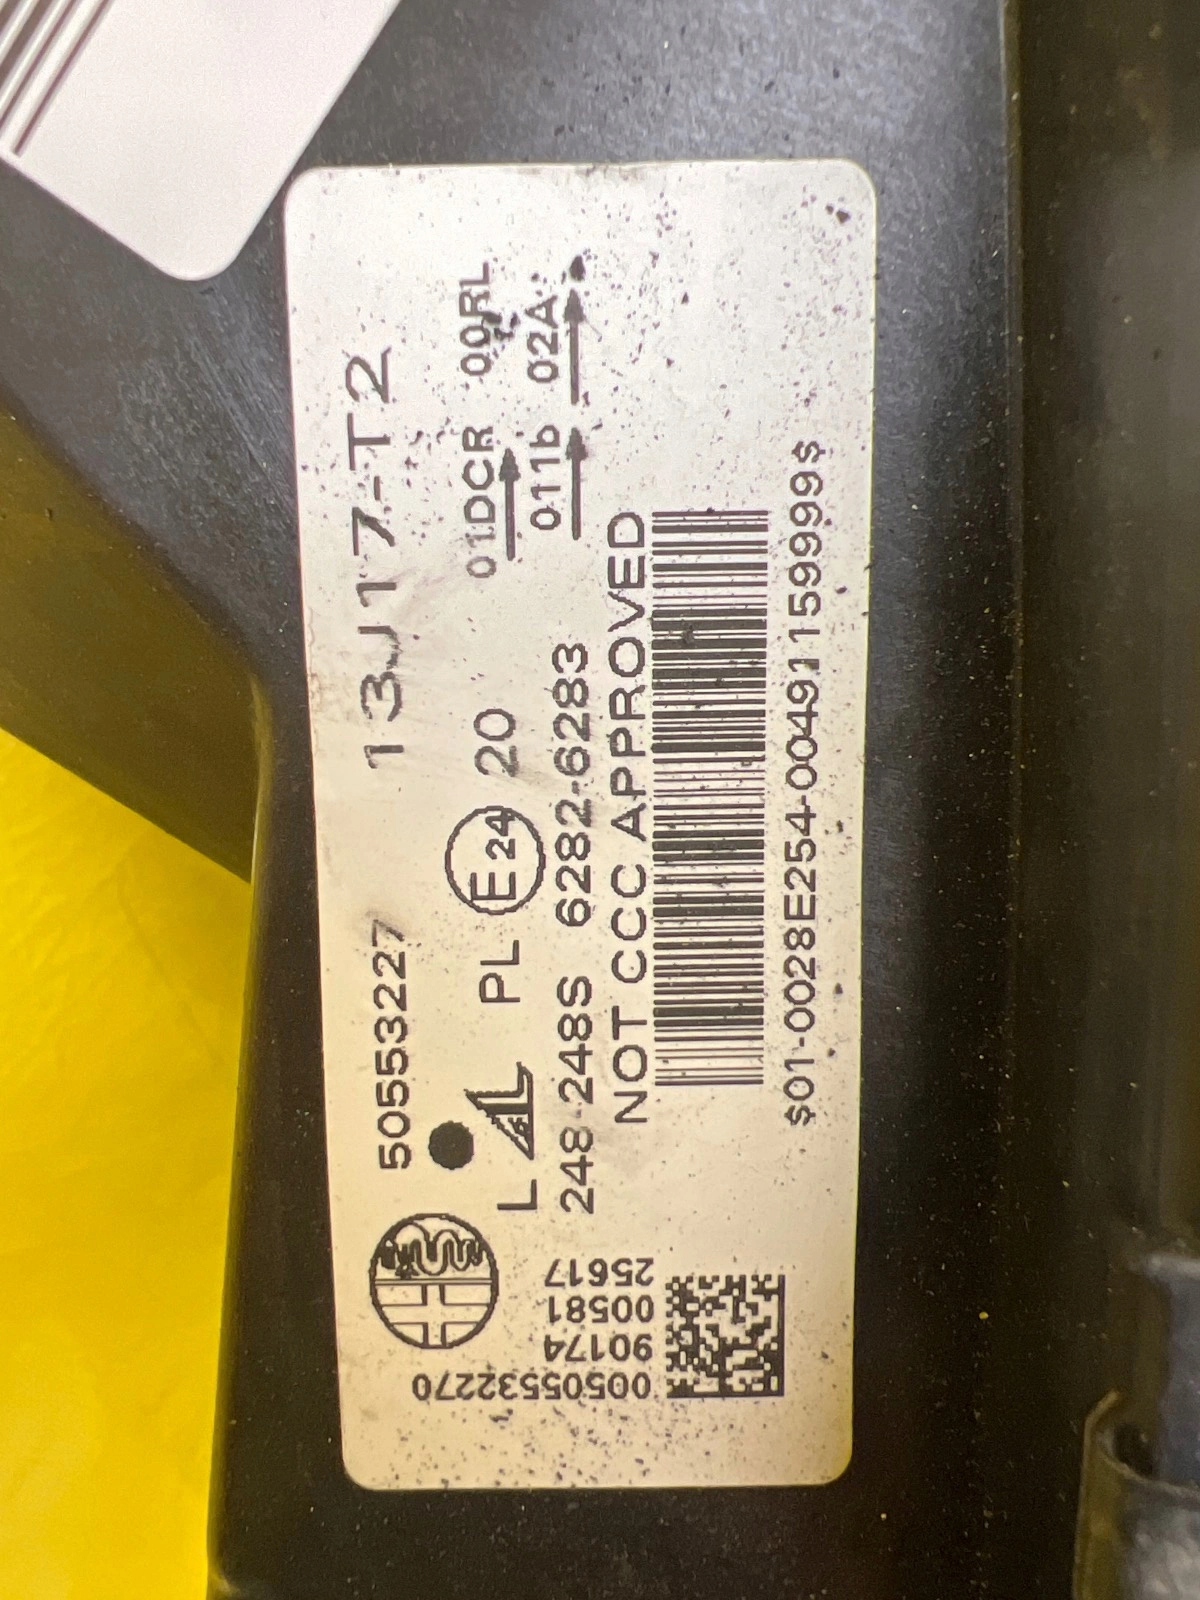 50553227 13J17-T2
L AL PL E24 20 01DCR 00RL
248-248S 6282-6283 011b 02A
NOT CCC APPROVED
$01-0028E254-00491159999$
00505532270
90174
00581
25617